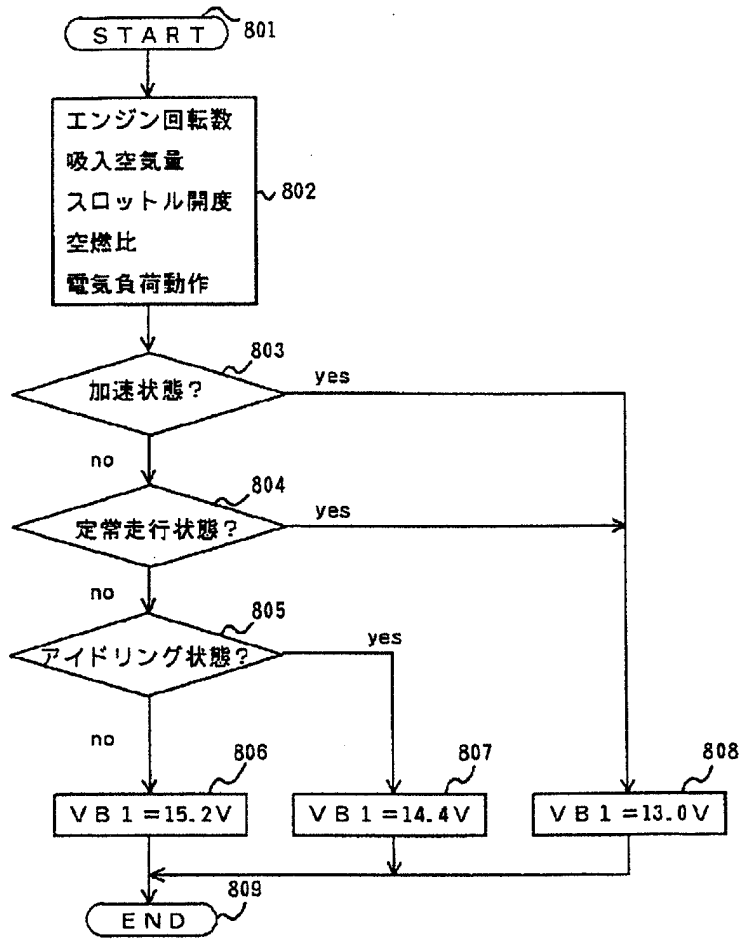 START
801
エンジン回転数
吸入空気量
スロットル開度
空燃比
電気負荷動作
802
803
加速状態?
yes
no
804
定常走行状態?
yes
no
805
アイドリング状態?
yes
no
806
VB1=15.2V
807
VB1=14.4V
808
VB1=13.0V
809
END